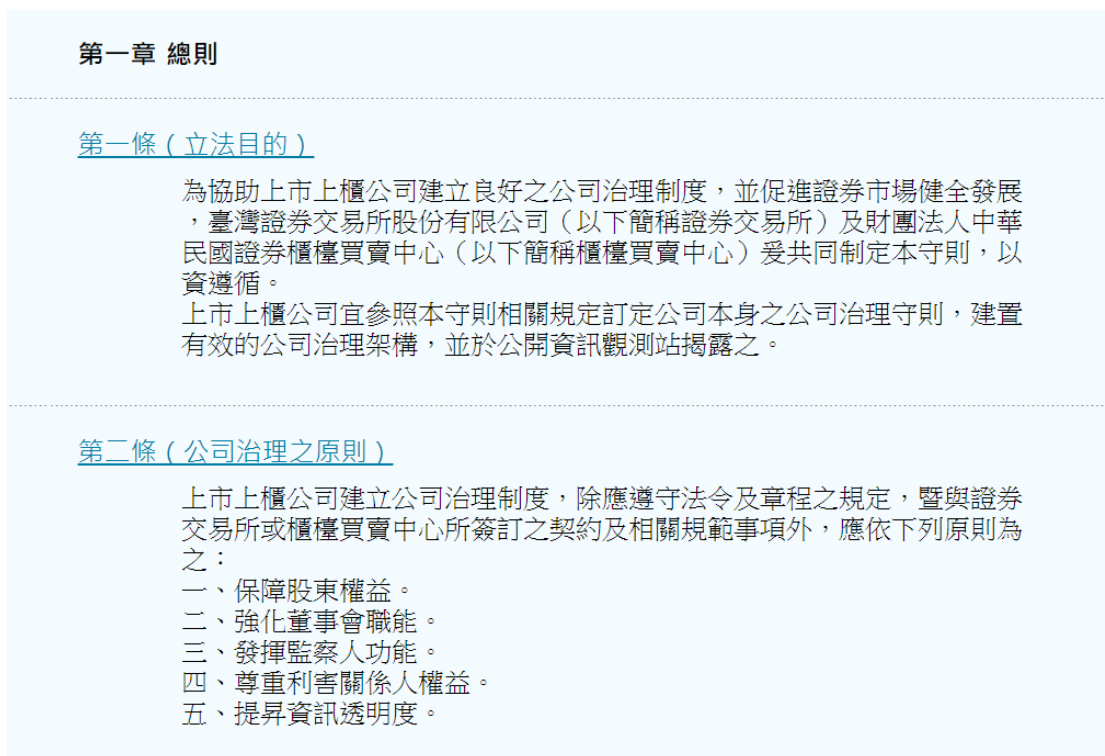 第一章 總則
第一條（立法目的）
為協助上市上櫃公司建立良好之公司治理制度，並促進證券市場健全發展
，臺灣證券交易所股份有限公司（以下簡稱證券交易所）及財團法人中華
民國證券櫃檯買賣中心（以下簡稱櫃檯買賣中心）爰共同制定本守則，以
資遵循。
上市上櫃公司宜參照本守則相關規定訂定公司本身之公司治理守則，建置
有效的公司治理架構，並於公開資訊觀測站揭露之。
第二條（公司治理之原則）
上市上櫃公司建立公司治理制度，除應遵守法令及章程之規定，暨與證券
交易所或櫃檯買賣中心所簽訂之契約及相關規範事項外，應依下列原則為
之：
一、保障股東權益。
二、強化董事會職能。
三、發揮監察人功能。
四、尊重利害關係人權益。
五、提昇資訊透明度。